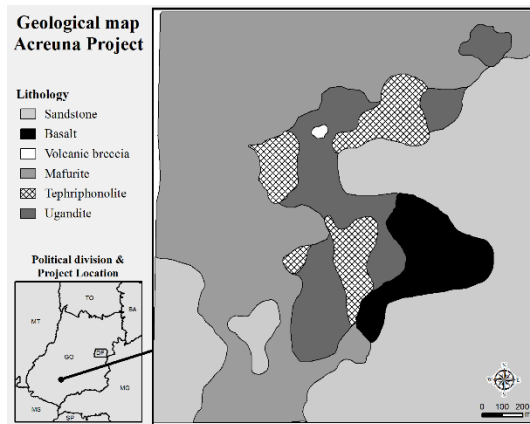 Geological map
Acreuna Project
Lithology
Sandstone
Basalt
Volcanic breccia
Mafurite
Tephriphonolite
Ugandite
Political division &
Project Location
TO
BA
MT
GO
DF
MG
MS
SP
N
E
S
0 100 200